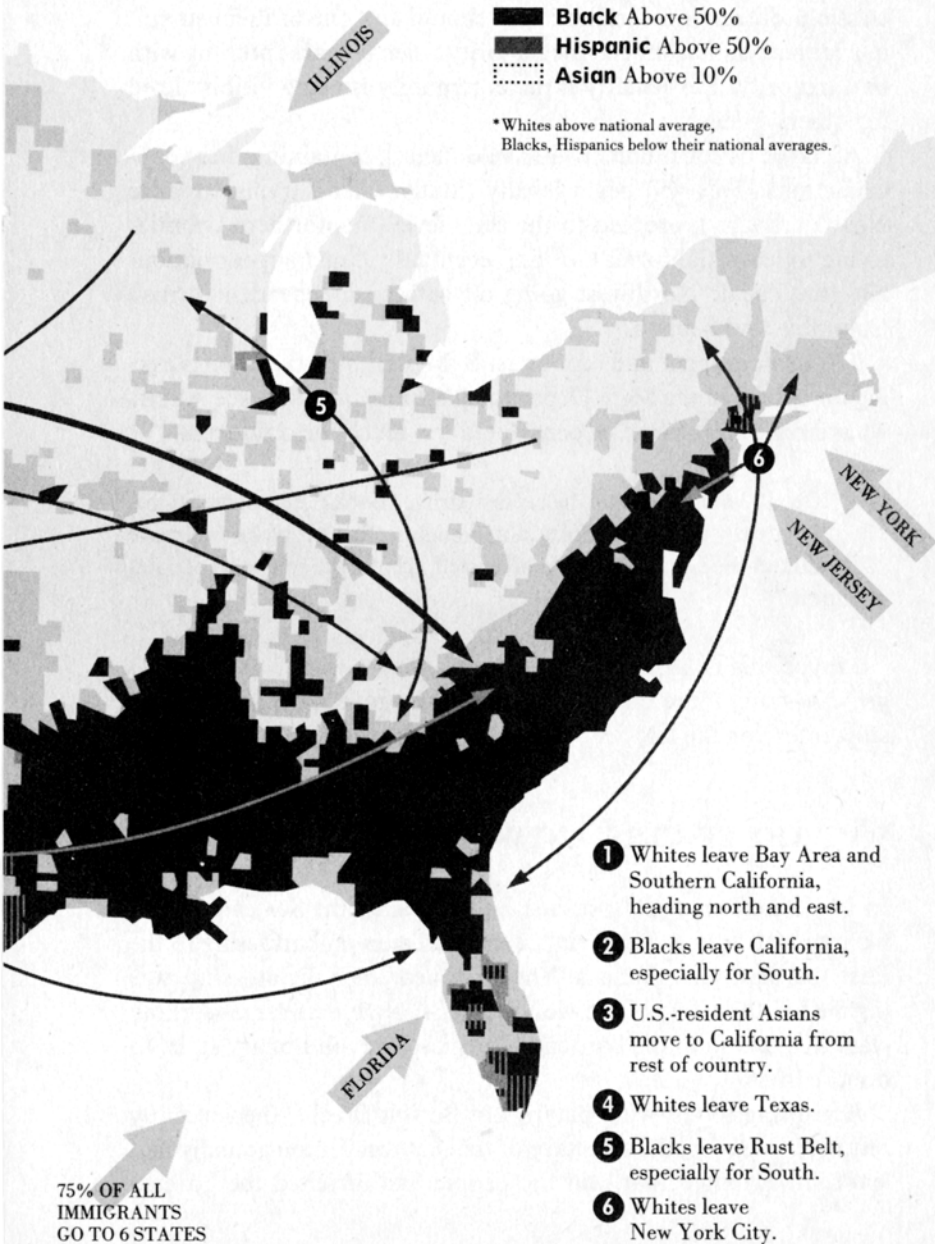 Black Above 50%
Hispanic Above 50%
Asian Above 10%
*Whites above national average,
Blacks, Hispanics below their national averages.
ILLINOIS
5
6
NEW YORK
NEW JERSEY
FLORIDA
1 Whites leave Bay Area and
Southern California,
heading north and east.
2 Blacks leave California,
especially for South.
3 U.S.-resident Asians
move to California from
rest of country.
4 Whites leave Texas.
5 Blacks leave Rust Belt,
especially for South.
6 Whites leave
New York City.
75% OF ALL
IMMIGRANTS
GO TO 6 STATES